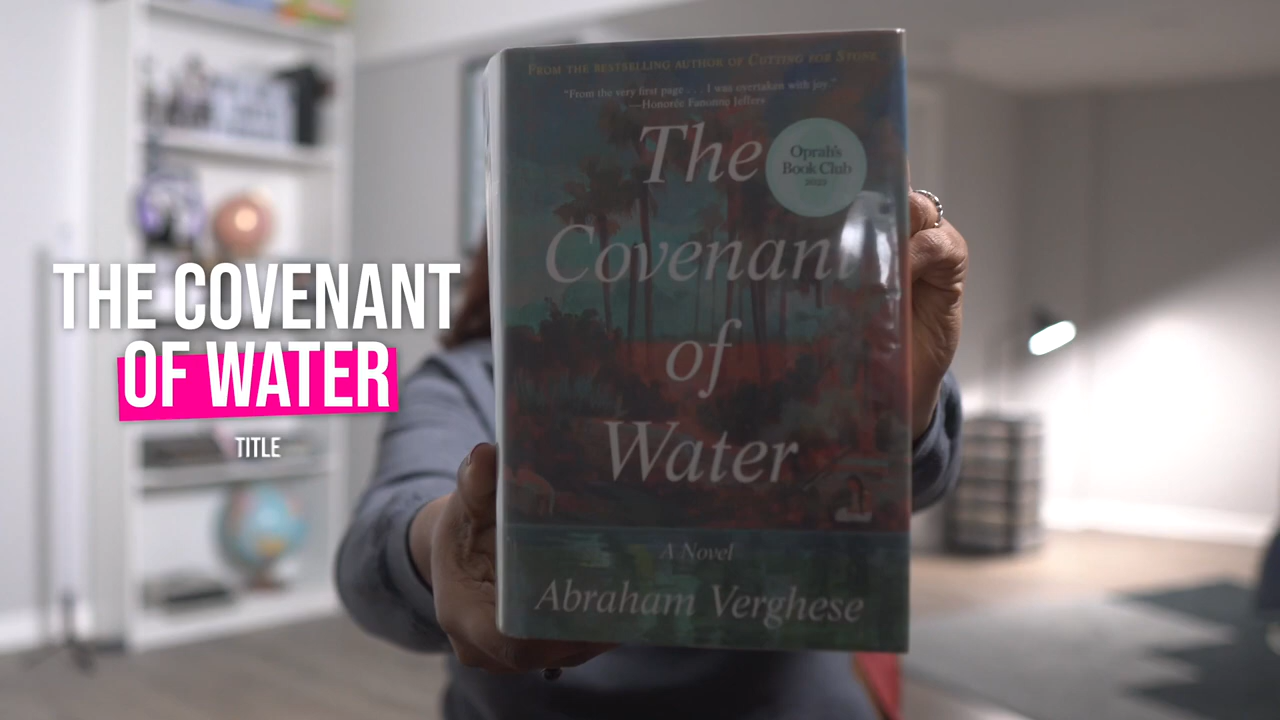 THE COVENANT
OF WATER
TITLE
FROM THE BESTSELLING AUTHOR OF CUTTING FOR STONE
“From the very first page . . . I was overtaken with joy.”
—Honorée Fanonne Jeffers
The
Covenant
of
Water
Oprah's
Book Club
2023
A Novel
Abraham Verghese